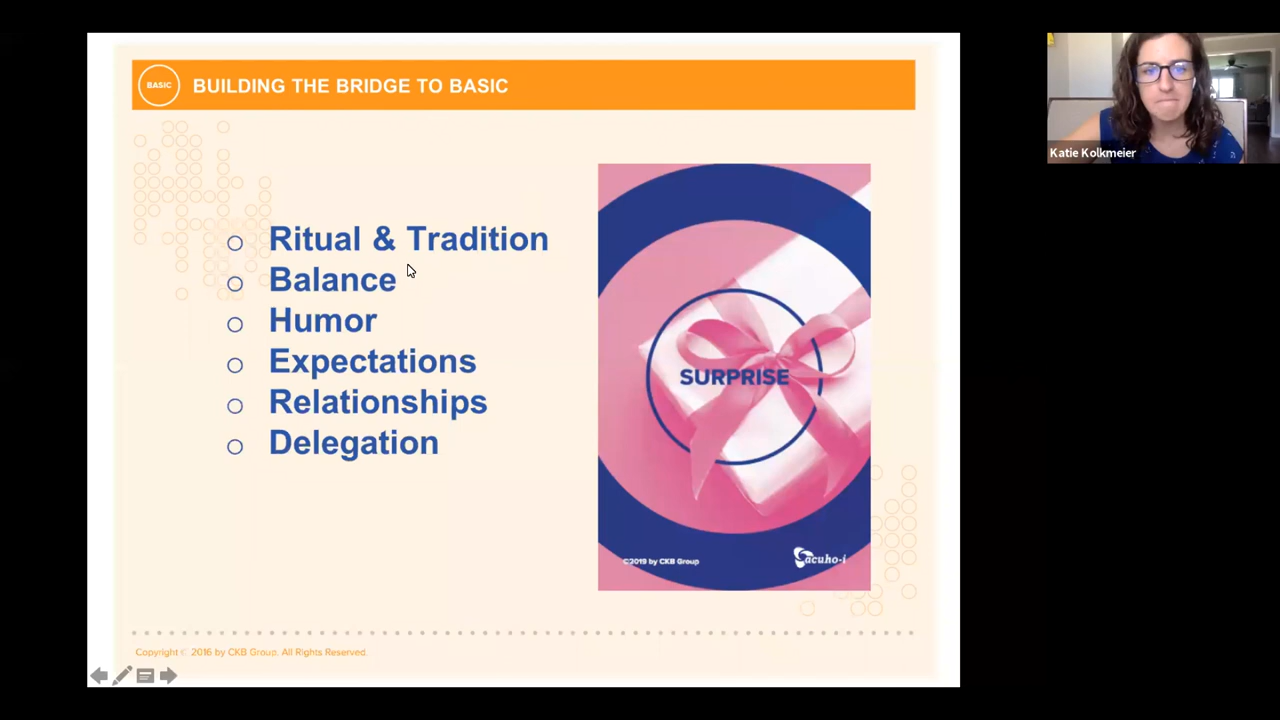 BASIC
BUILDING THE BRIDGE TO BASIC
Katie Kolkmeier
Ritual & Tradition
Balance
Humor
Expectations
Relationships
Delegation
SURPRISE
©2019 by CKB Group
acuho-i
Copyright © 2016 by CKB Group. All Rights Reserved.